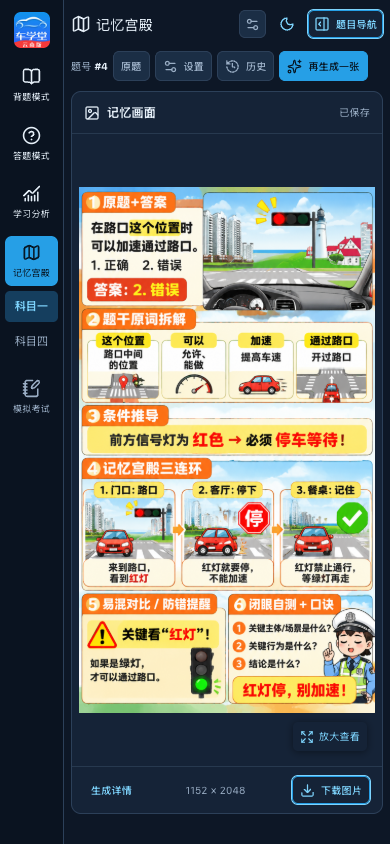 车学堂
云商版
背题模式
答题模式
学习分析
记忆宫殿
科目一
科目四
模拟考试
记忆宫殿
题目导航
题号 #4
原题
设置
历史
再生成一张
记忆画面
已保存
1 原题+答案
在路口这个位置时
可以加速通过路口。
1. 正确 2. 错误
答案: 2. 错误
2 题干原词拆解
这个位置
路口中间
的位置
可以
允许、
能做
加速
提高车速
通过路口
开过路口
3 条件推导
前方信号灯为 红色 → 必须 停车等待！
4 记忆宫殿三连环
1. 门口: 路口
来到路口，
看到红灯
2. 客厅: 停下
停
红灯就要停，
不能加速
3. 餐桌: 记住
红灯禁止通行，
等绿灯再走
5 易混对比 / 防错提醒
关键看“红灯”！
如果是绿灯，
才可以通过路口。
6 闭眼自测 + 口诀
1 关键主体/场景是什么?
2 关键行为是什么?
3 结论是什么?
红灯停, 别加速！
放大查看
生成详情
1152 × 2048
下载图片